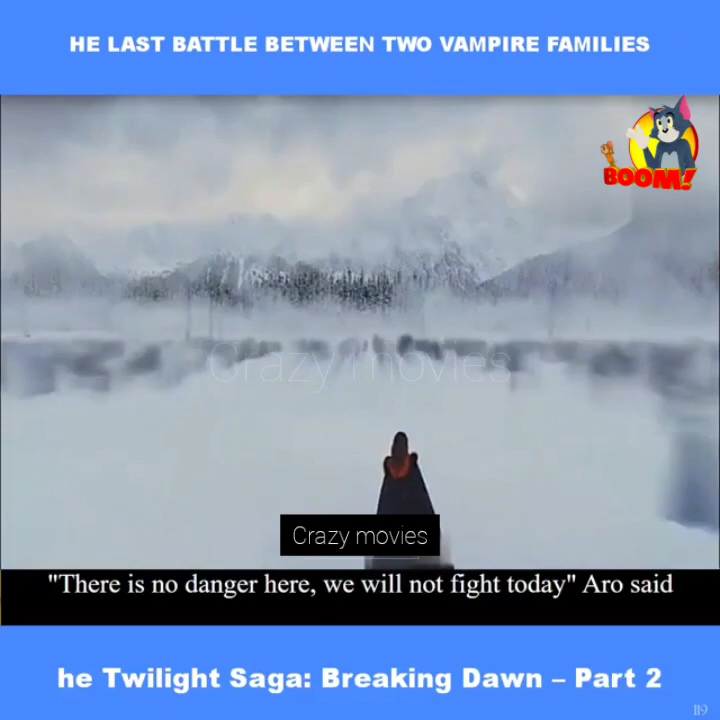 HE LAST BATTLE BETWEEN TWO VAMPIRE FAMILIES
BOOM!
Crazy movies
Crazy movies
"There is no danger here, we will not fight today" Aro said
he Twilight Saga: Breaking Dawn – Part 2
119